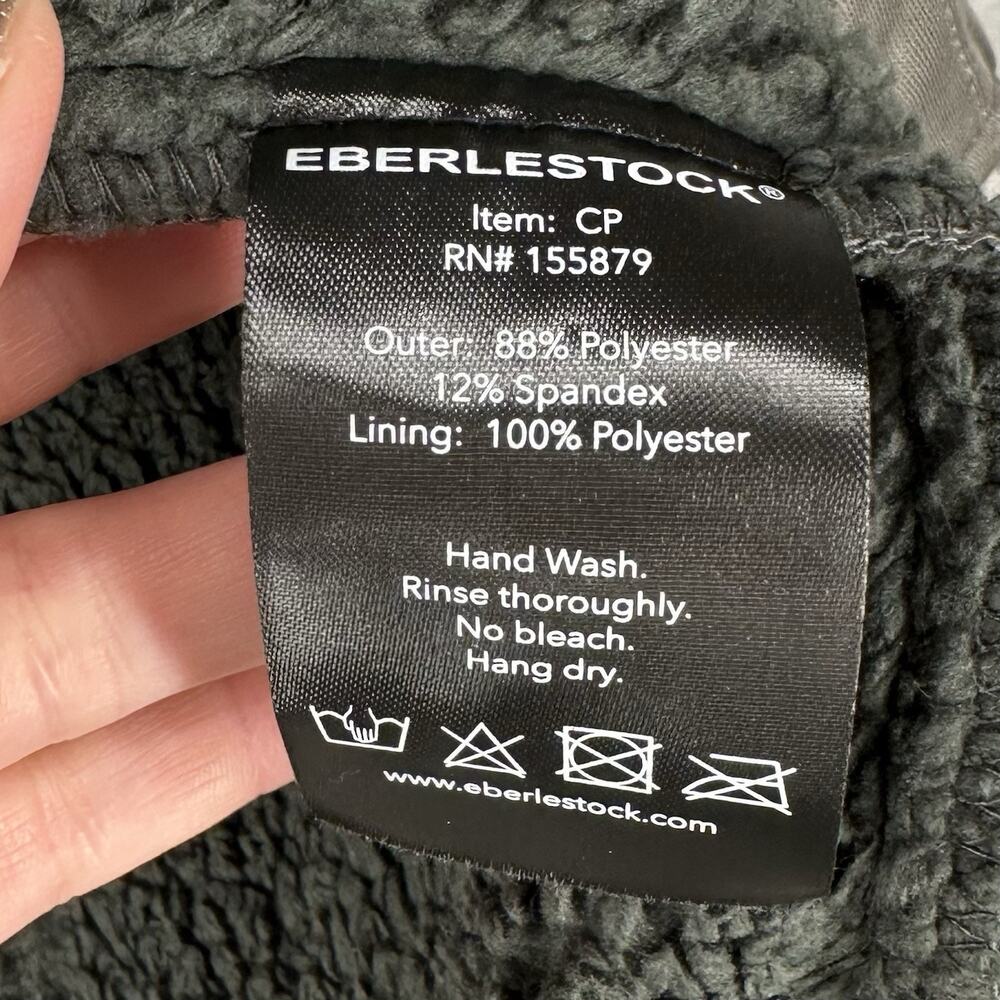 EBERLESTOCK®
Item: CP
RN# 155879
Outer: 88% Polyester
12% Spandex
Lining: 100% Polyester
Hand Wash.
Rinse thoroughly.
No bleach.
Hang dry.
www.eberlestock.com